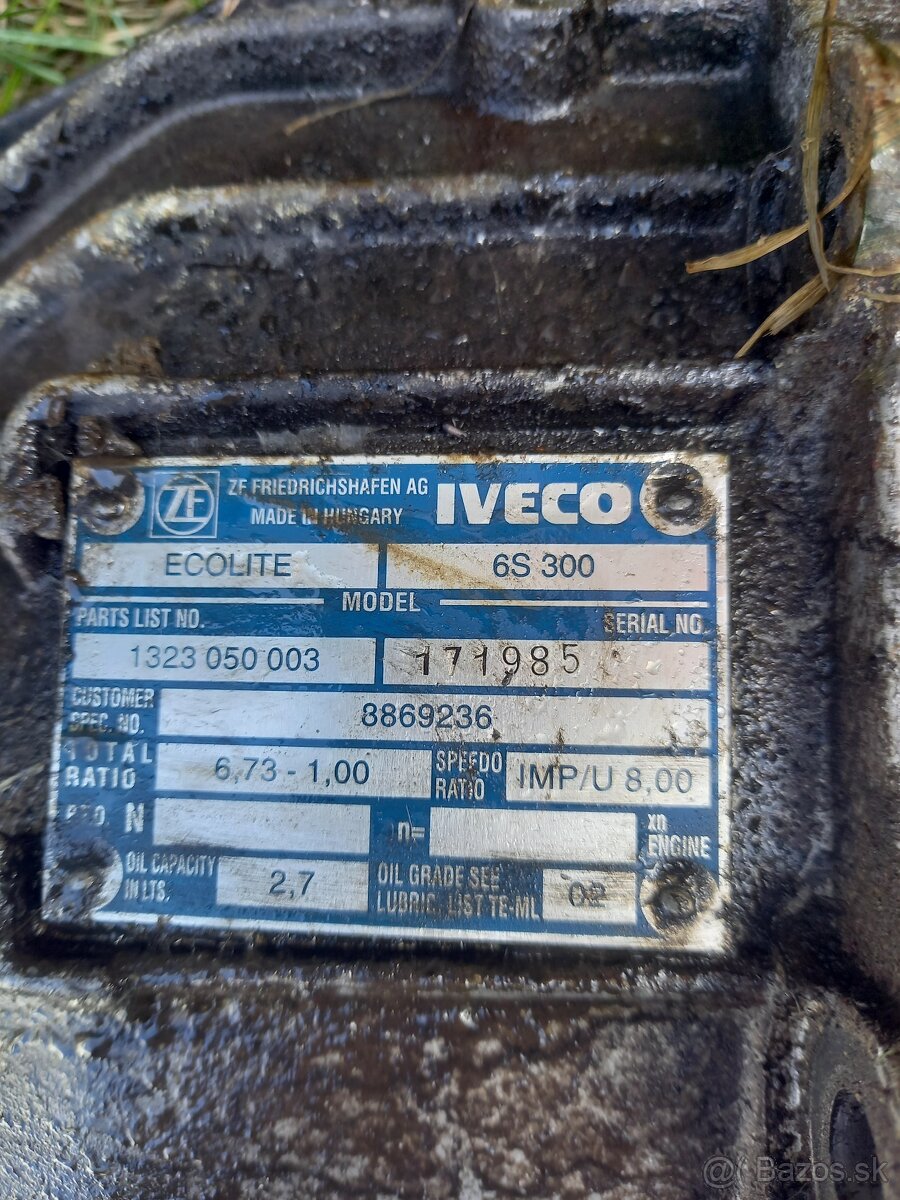 ZF ZF FRIEDRICHSHAFEN AG IVECO
MADE IN HUNGARY
ECOLITE 6S 300
MODEL
PARTS LIST NO. SERIAL NO.
1323 050 003 171985
CUSTOMER
SPEC. NO. 8869236
TOTAL
RATIO 6,73 - 1,00 SPEEDO
RATIO IMP/U 8,00
P.T.O. N n= xn
ENGINE
OIL CAPACITY
IN LTS. 2,7 OIL GRADE SEE
LUBRIC. LIST TE-ML 02
@ Bazos.sk